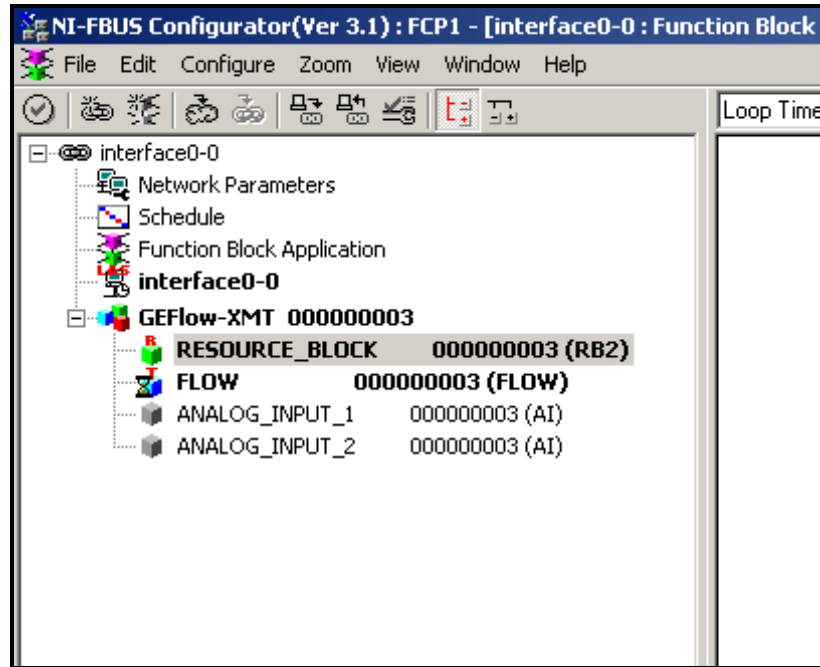 NI-FBUS Configurator(Ver 3.1) : FCP1 - [interface0-0 : Function Block
File Edit Configure Zoom View Window Help
Loop Time
interface0-0
Network Parameters
Schedule
Function Block Application
LAS
interface0-0
GEFlow-XMT 000000003
R
RESOURCE_BLOCK 000000003 (RB2)
T
FLOW 000000003 (FLOW)
ANALOG_INPUT_1 000000003 (AI)
ANALOG_INPUT_2 000000003 (AI)